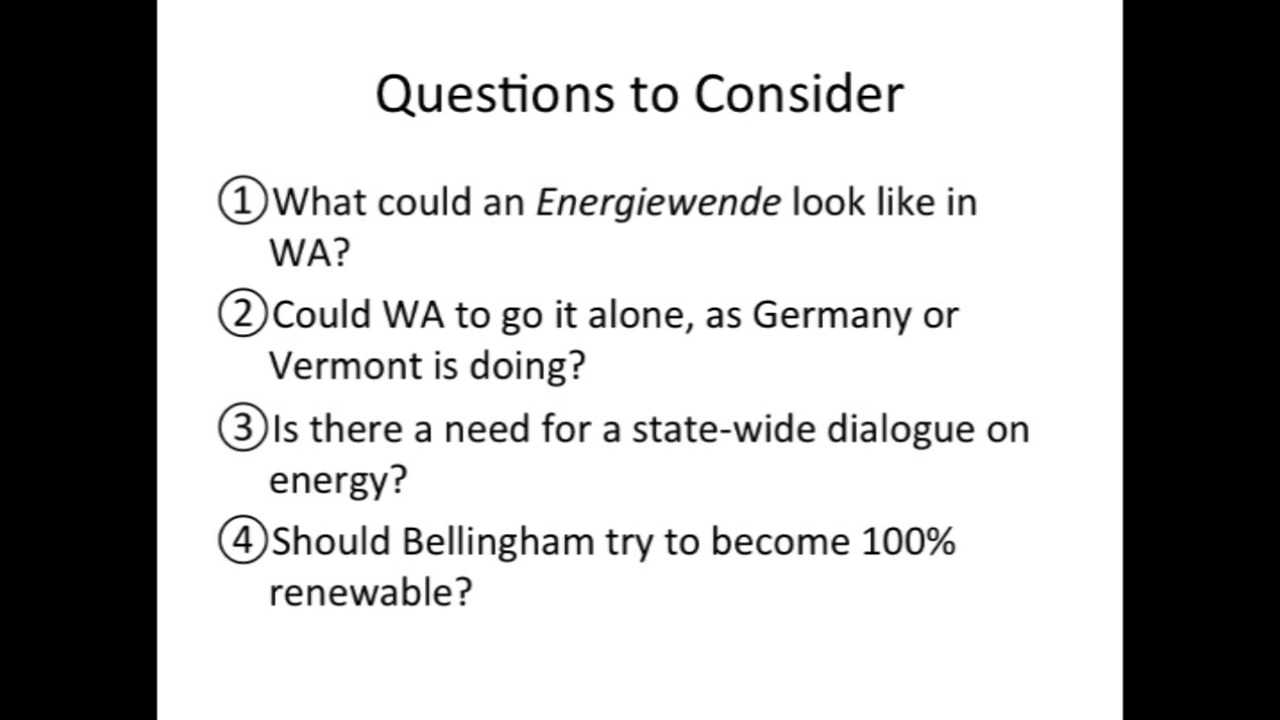 Questions to Consider
①What could an Energiewende look like in
WA?
②Could WA to go it alone, as Germany or
Vermont is doing?
③Is there a need for a state-wide dialogue on
energy?
④Should Bellingham try to become 100%
renewable?